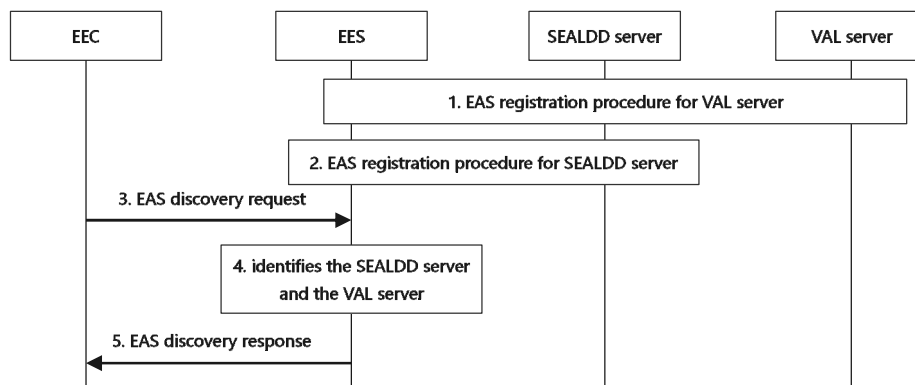 EEC
EES
SEALDD server
VAL server
1. EAS registration procedure for VAL server
2. EAS registration procedure for SEALDD server
3. EAS discovery request
4. identifies the SEALDD server
and the VAL server
5. EAS discovery response